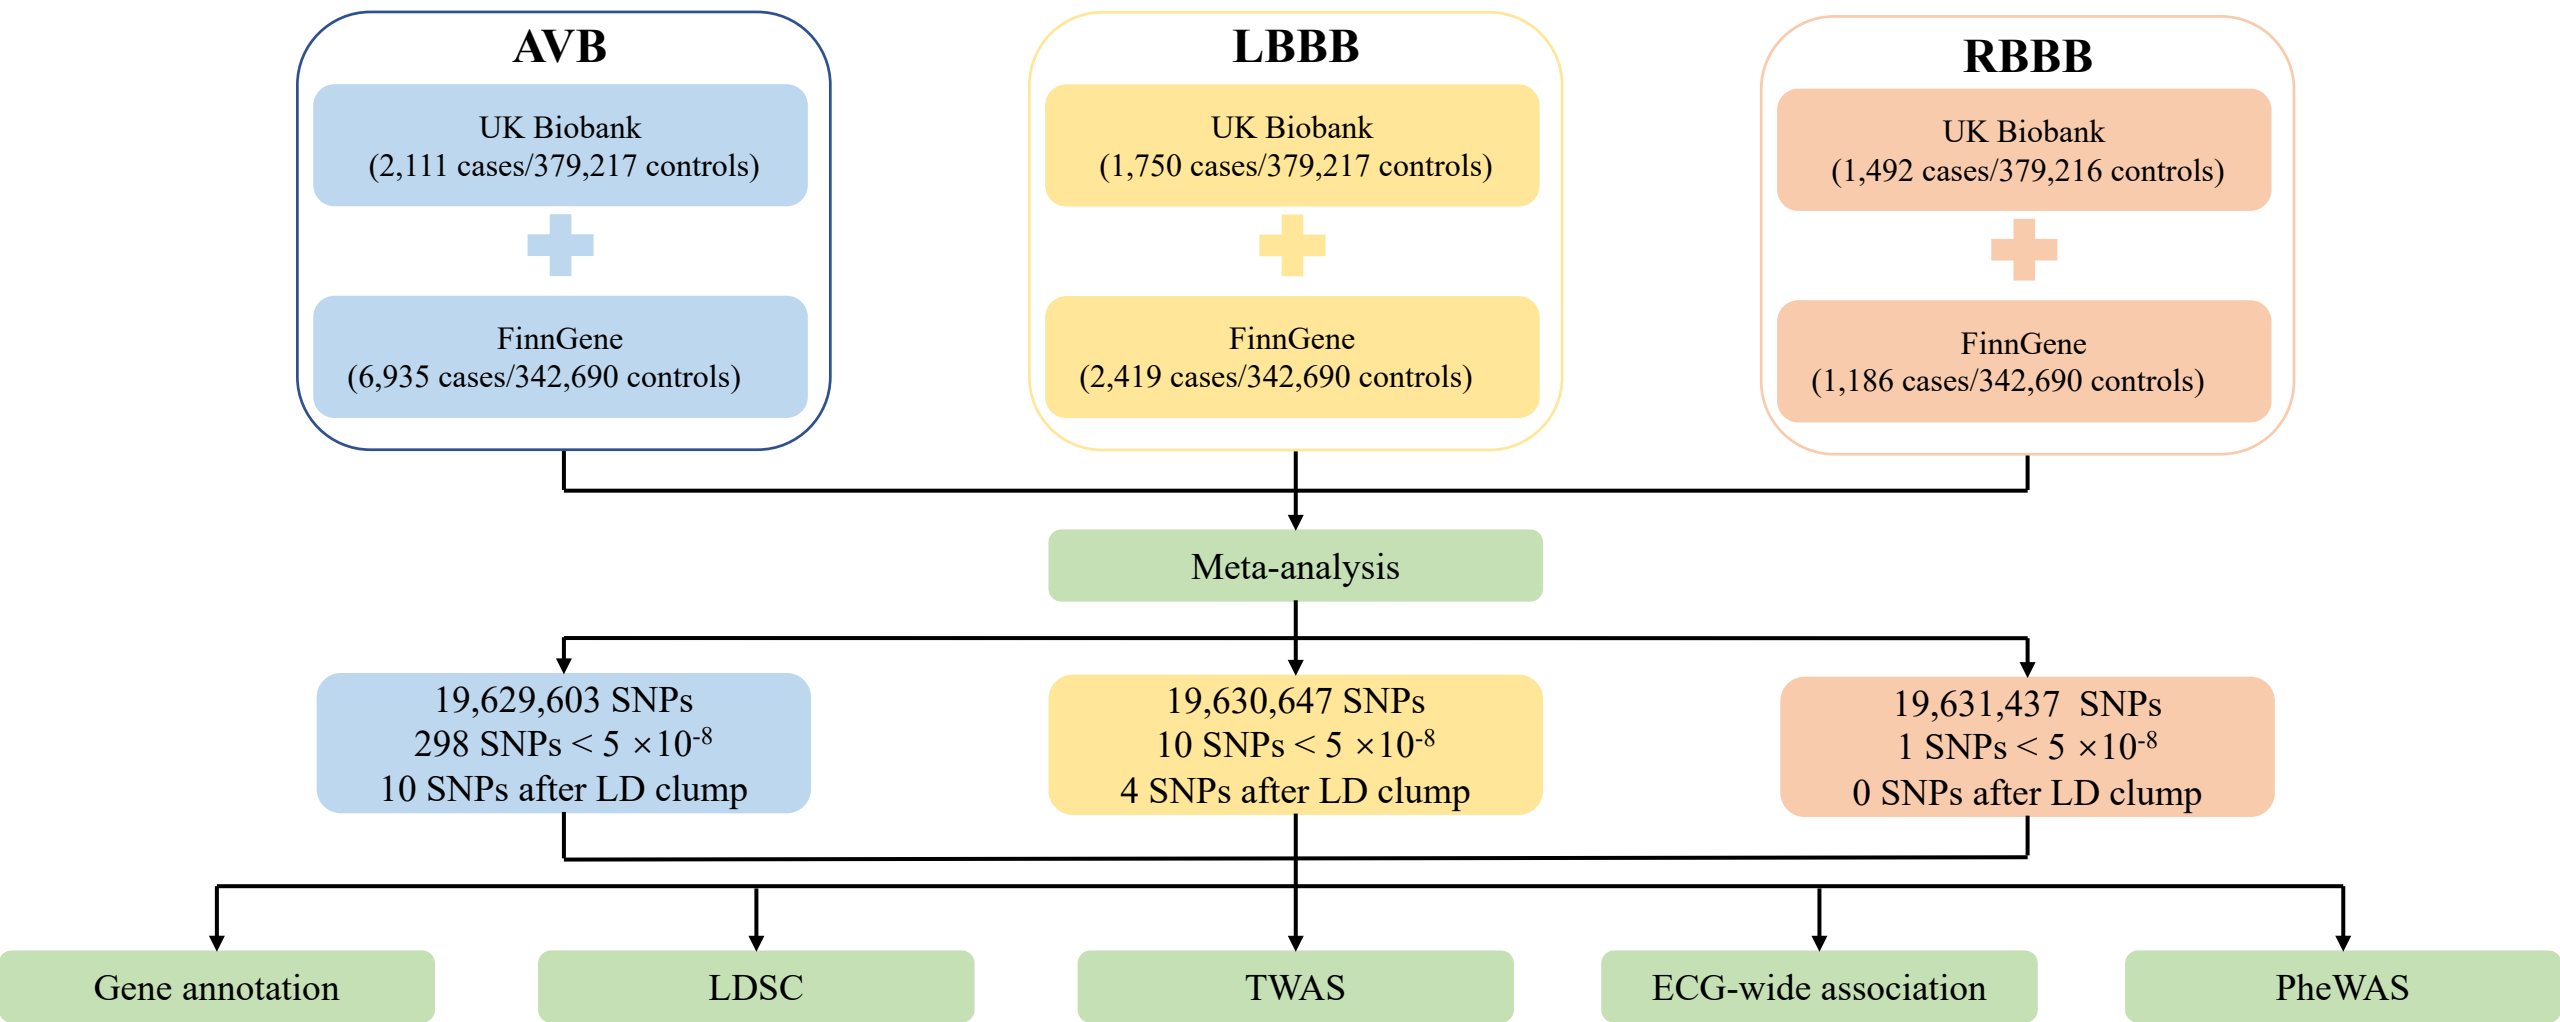 AVB
UK Biobank
(2,111 cases/379,217 controls)
FinnGene
(6,935 cases/342,690 controls)
LBBB
UK Biobank
(1,750 cases/379,217 controls)
FinnGene
(2,419 cases/342,690 controls)
RBBB
UK Biobank
(1,492 cases/379,216 controls)
FinnGene
(1,186 cases/342,690 controls)
Meta-analysis
19,629,603 SNPs
298 SNPs < 5 ×10⁻⁸
10 SNPs after LD clump
19,630,647 SNPs
10 SNPs < 5 ×10⁻⁸
4 SNPs after LD clump
19,631,437 SNPs
1 SNPs < 5 ×10⁻⁸
0 SNPs after LD clump
Gene annotation
LDSC
TWAS
ECG-wide association
PheWAS